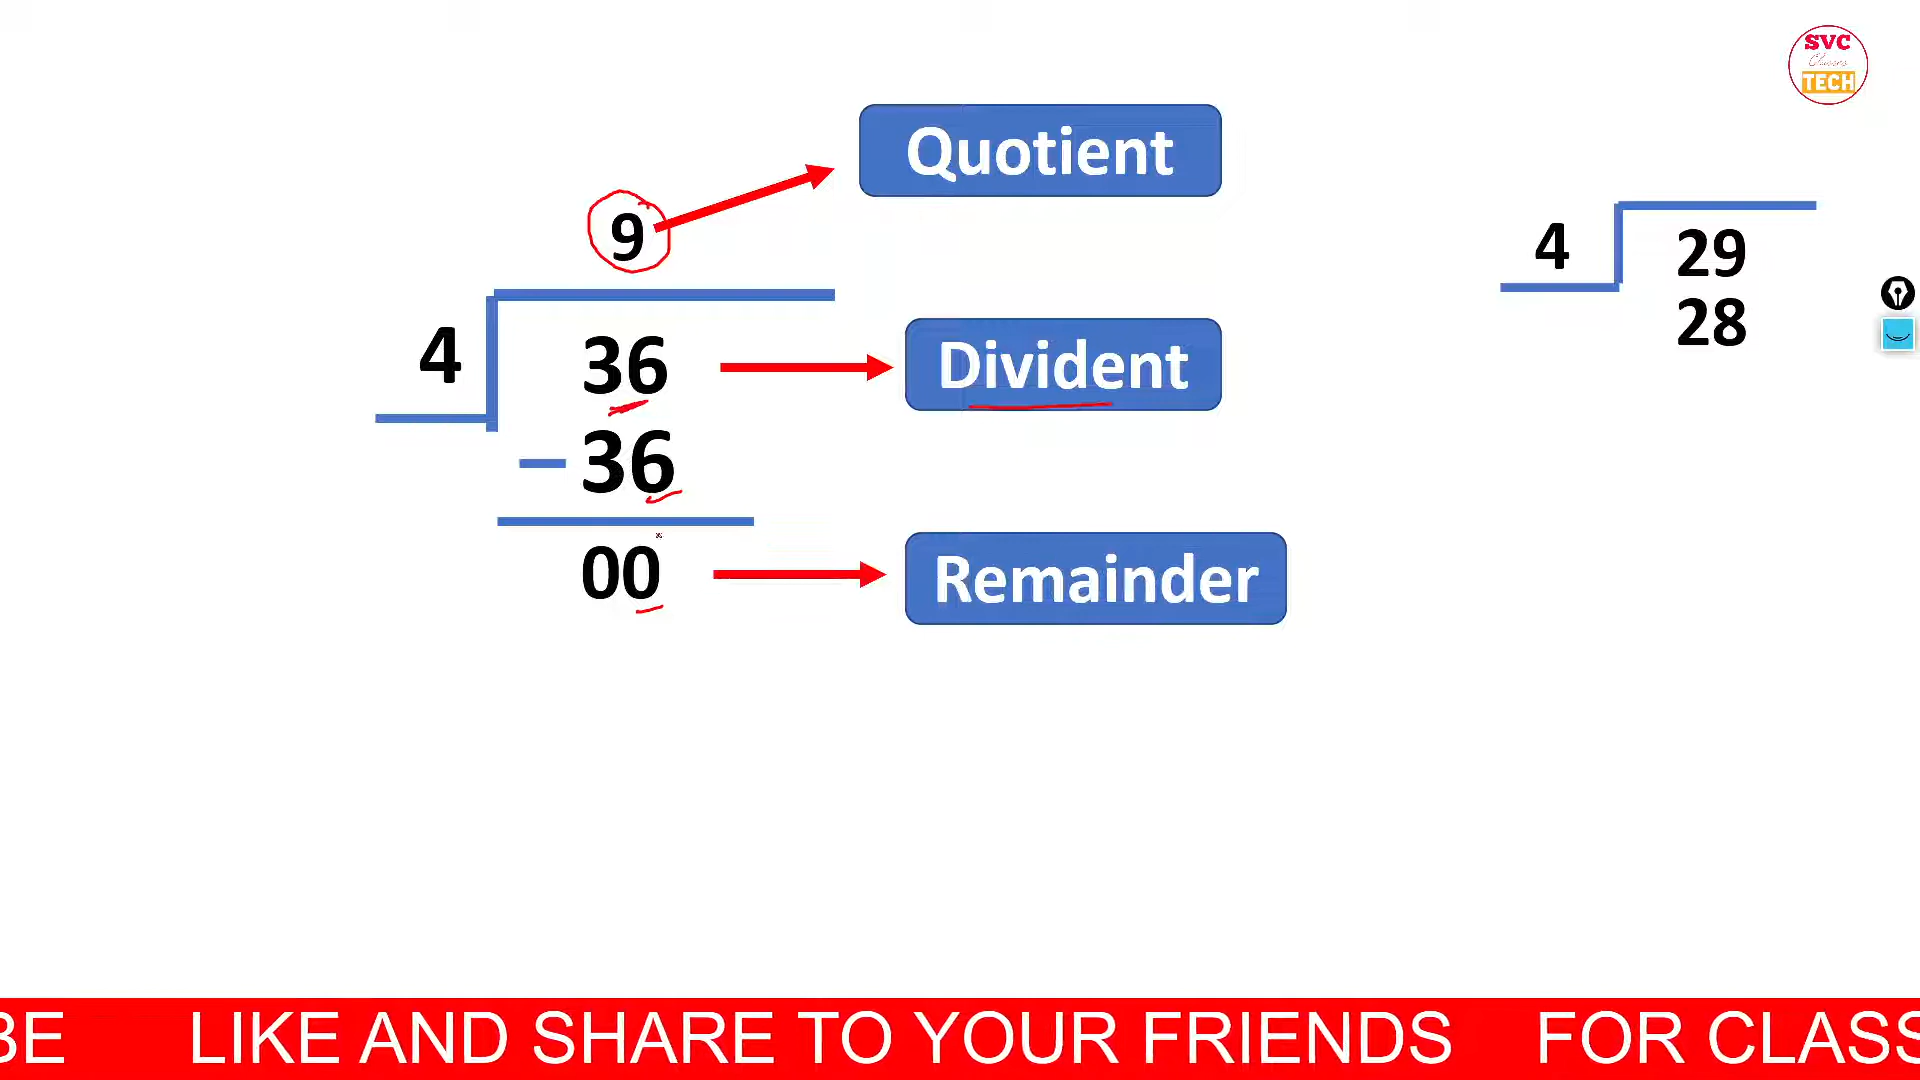 SVC
Classes
TECH
Quotient
9
4 36
Divident
- 36
00
Remainder
4 29
28
BE LIKE AND SHARE TO YOUR FRIENDS FOR CLASS